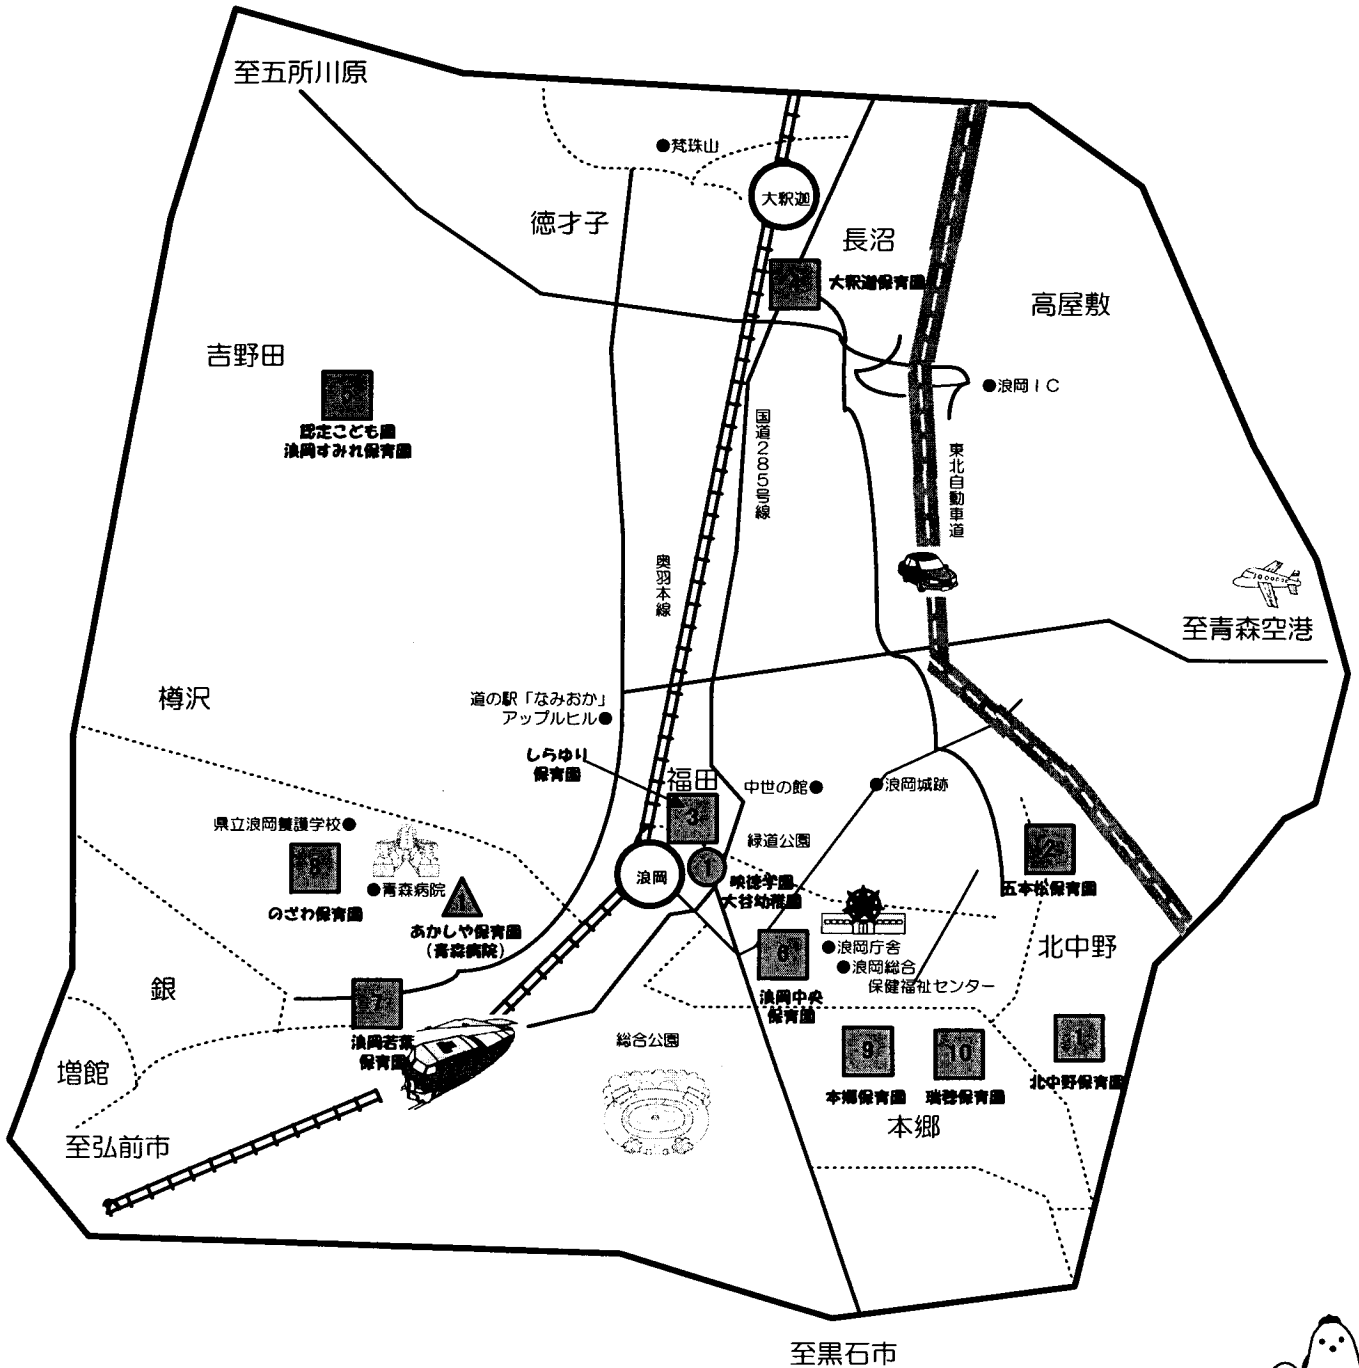 至五所川原
●梵珠山
大釈迦
徳才子
長沼
4
大釈迦保育園
高屋敷
吉野田
5
認定こども園
浪岡すみれ保育園
●浪岡IC
国道285号線
東北自動車道
奥羽本線
至青森空港
樽沢
道の駅「なみおか」
アップルヒル●
しらゆり
保育園
福田
3
中世の館●
●浪岡城跡
県立浪岡養護学校●
8
のざわ保育園
●青森病院
1
あかしや保育園
(青森病院)
浪岡
1
緑道公園
映徳学園
大谷幼稚園
2
五本松保育園
6
浪岡中央
保育園
●浪岡庁舎
●浪岡総合
保健福祉センター
北中野
銀
7
浪岡若葉
保育園
増館
総合公園
9
本郷保育園
10
1
北中野保育園
本郷
至弘前市
至黒石市